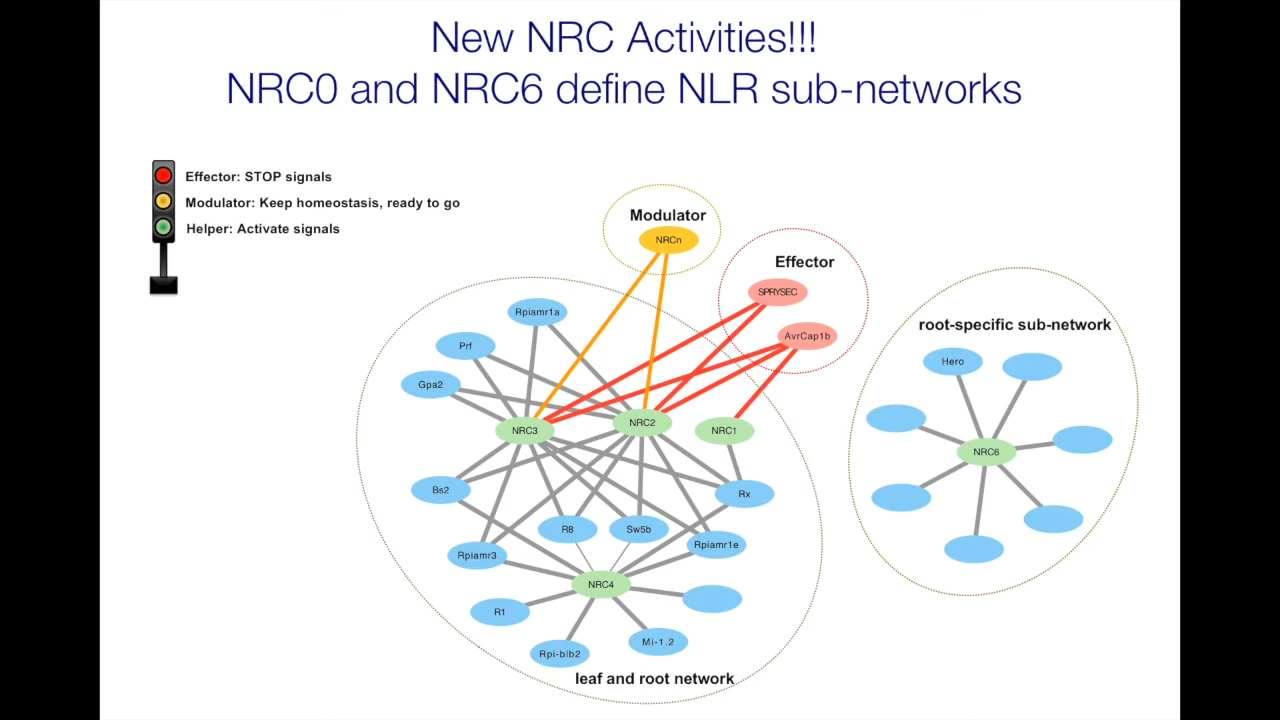 New NRC Activities!!!
NRC0 and NRC6 define NLR sub-networks
Effector: STOP signals
Modulator: Keep homeostasis, ready to go
Helper: Activate signals
Modulator
NRCn
Effector
SPRYSEC
AvrCap1b
root-specific sub-network
Hero
NRC6
Rpiamr1a
Prf
Gpa2
NRC3
NRC2
NRC1
Bs2
Rx
R8
Sw5b
Rpiamr3
Rpiamr1e
NRC4
R1
Rpi-blb2
Mi-1.2
leaf and root network